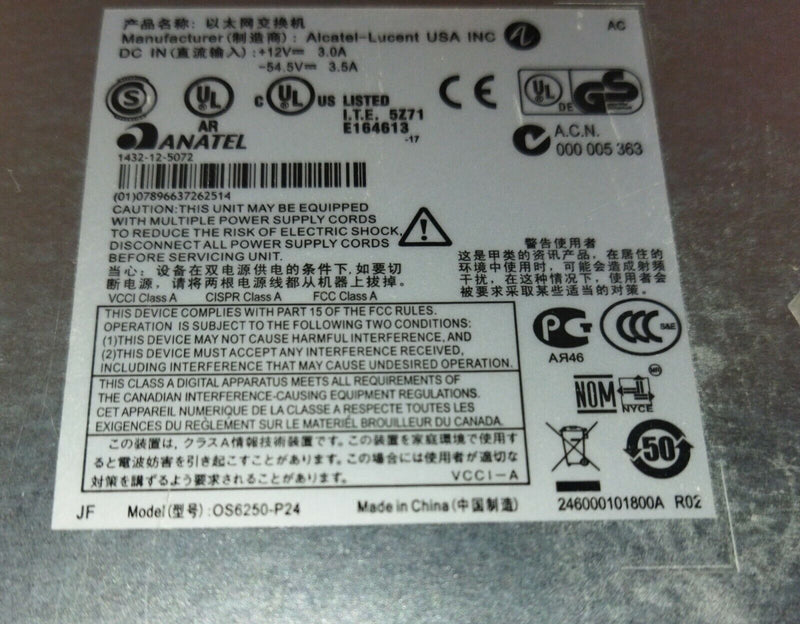 产品名称: 以太网交换机
AC
Manufacturer(制造商): Alcatel-Lucent USA INC
DC IN(直流输入):+12V⎓ 3.0A
-54.5V⎓ 3.5A
S
UL
AR
c UL US LISTED
I.T.E. 5Z71
E164613
-17
CE
UL DE GS
ANATEL
1432-12-5072
A.C.N.
000 005 363
(01)07896637262514
CAUTION:THIS UNIT MAY BE EQUIPPED
WITH MULTIPLE POWER SUPPLY CORDS
TO REDUCE THE RISK OF ELECTRIC SHOCK,
DISCONNECT ALL POWER SUPPLY CORDS
BEFORE SERVICING UNIT.
当心: 设备在双电源供电的条件下, 如要切
断电源, 请将两根电源线都从机器上拔掉。
警告使用者
这是甲类的资讯产品, 在居住的
环境中使用时, 可能会造成射频
干扰, 在这种情况下, 使用者会
被要求采取某些适当的对策。
VCCI Class A CISPR Class A FCC Class A
THIS DEVICE COMPLIES WITH PART 15 OF THE FCC RULES.
OPERATION IS SUBJECT TO THE FOLLOWING TWO CONDITIONS:
(1)THIS DEVICE MAY NOT CAUSE HARMFUL INTERFERENCE, AND
(2)THIS DEVICE MUST ACCEPT ANY INTERFERENCE RECEIVED,
INCLUDING INTERFERENCE THAT MAY CAUSE UNDESIRED OPERATION.
PG
АЯ46
CCC S&E
THIS CLASS A DIGITAL APPARATUS MEETS ALL REQUIREMENTS OF
THE CANADIAN INTERFERENCE-CAUSING EQUIPMENT REGULATIONS.
CET APPAREIL NUMERIQUE DE LA CLASSE A RESPECTE TOUTES LES
EXIGENCES DU REGLEMENT SUR LE MATERIEL BROUILLEUR DU CANADA.
NOM
NYCE
この装置は, クラスA情報技術装置です。この装置を家庭環境で使用す
ると電波妨害を引き起こすことがあります。この場合には使用者が適切な
対策を講ずるよう要求されることがあります。 VCCI-A
50
JF Model(型号):OS6250-P24 Made in China(中国制造) 246000101800A R02